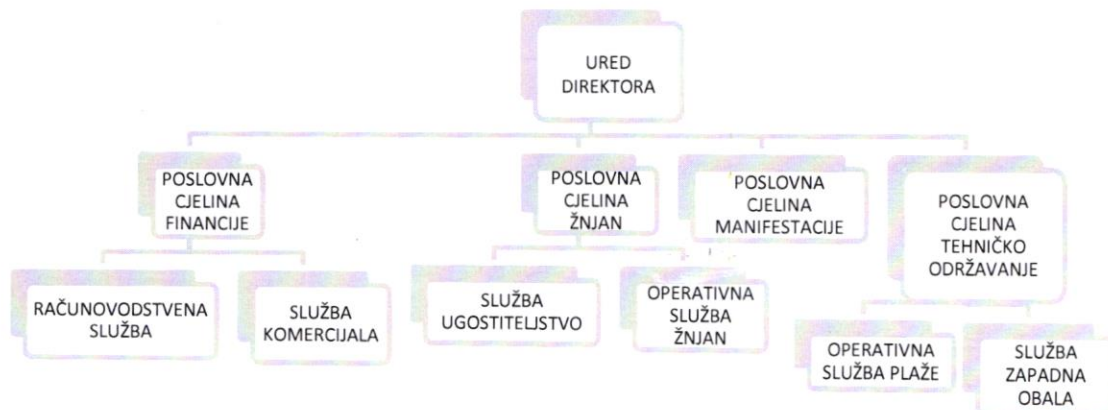 URED
DIREKTORA
POSLOVNA
CJELINA
FINANCIJE
POSLOVNA
CJELINA
ŽNJAN
POSLOVNA
CJELINA
MANIFESTACIJE
POSLOVNA
CJELINA
TEHNIČKO
ODRŽAVANJE
RAČUNOVODSTVENA
SLUŽBA
SLUŽBA
KOMERCIJALA
SLUŽBA
UGOSTITELJSTVO
OPERATIVNA
SLUŽBA
ŽNJAN
OPERATIVNA
SLUŽBA PLAŽE
SLUŽBA
ZAPADNA
OBALA